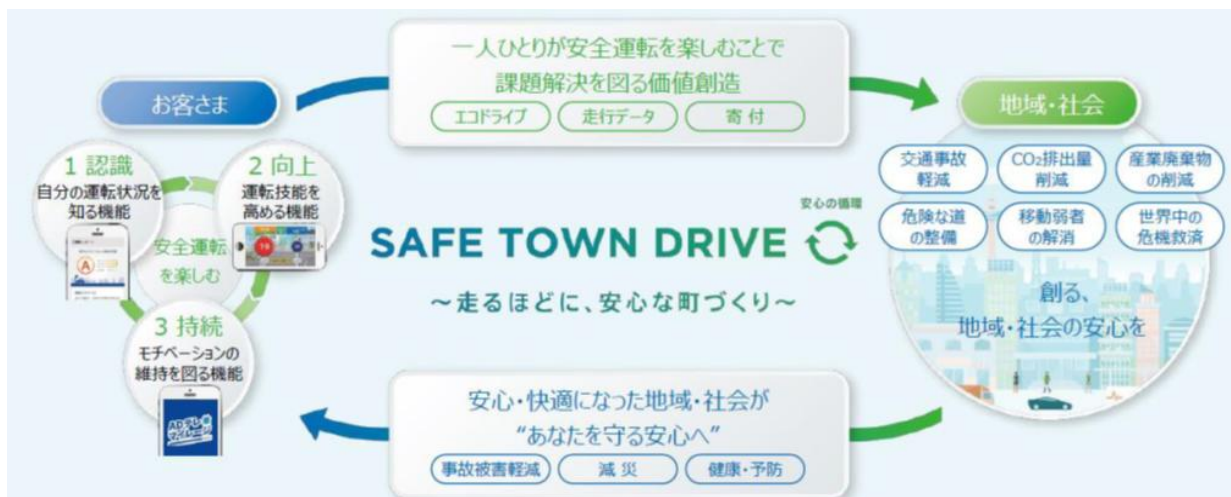 一人ひとりが安全運転を楽しむことで
課題解決を図る価値創造
エコドライブ
走行データ
寄付
お客さま
1 認識
自分の運転状況を
知る機能
2 向上
運転技能を
高める機能
安全運転
を楽しむ
3 持続
モチベーションの
維持を図る機能
ADテレマ
マイレージ
安心の循環
SAFE TOWN DRIVE
～走るほどに、安心な町づくり～
地域・社会
交通事故
軽減
CO₂排出量
削減
産業廃棄物
の削減
危険な道
の整備
移動弱者
の解消
世界中の
危機救済
創る、
地域・社会の安心を
安心・快適になった地域・社会が
“あなたを守る安心へ”
事故被害軽減
減災
健康・予防